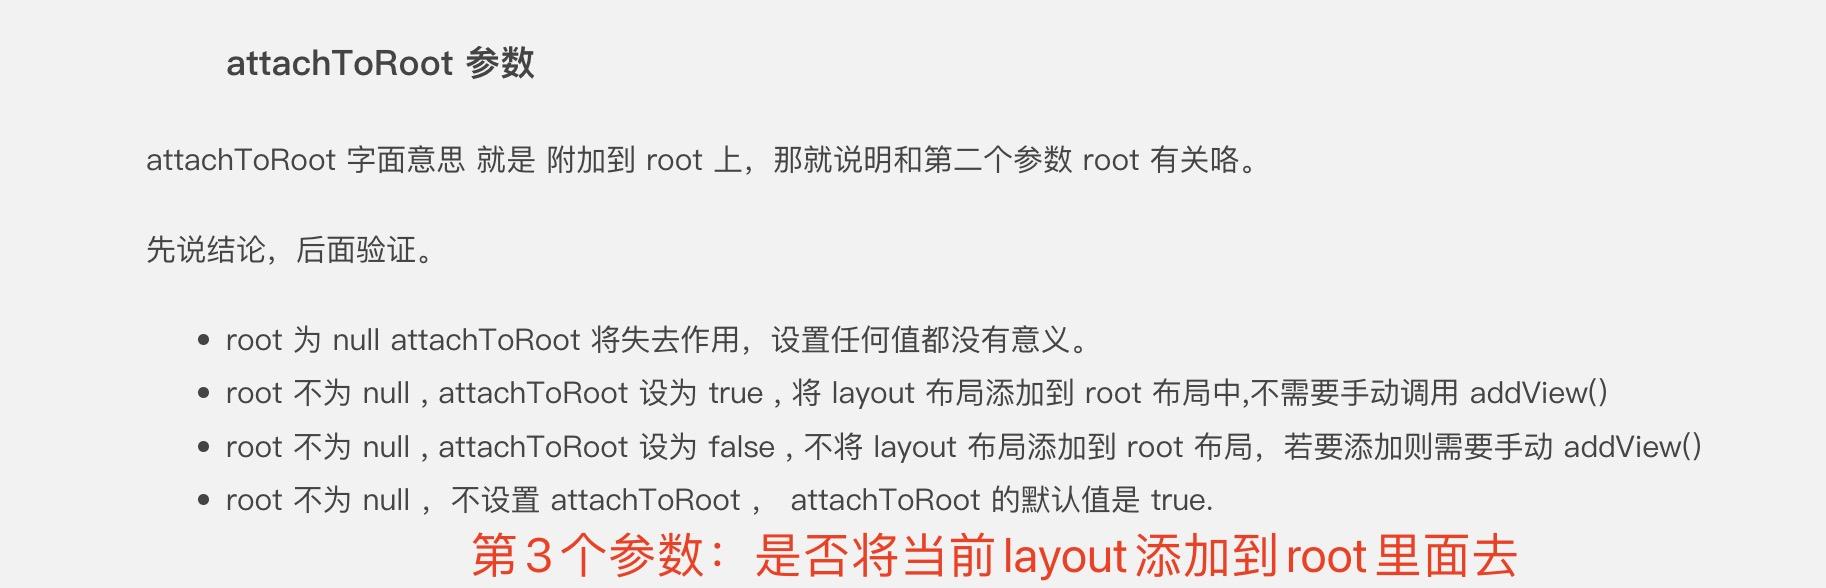 attachToRoot 参数
attachToRoot 字面意思 就是 附加到 root 上，那就说明和第二个参数 root 有关咯。
先说结论，后面验证。
• root 为 null attachToRoot 将失去作用，设置任何值都没有意义。
• root 不为 null , attachToRoot 设为 true , 将 layout 布局添加到 root 布局中,不需要手动调用 addView()
• root 不为 null , attachToRoot 设为 false , 不将 layout 布局添加到 root 布局，若要添加则需要手动 addView()
• root 不为 null ，不设置 attachToRoot ， attachToRoot 的默认值是 true.
第3个参数：是否将当前layout添加到root里面去